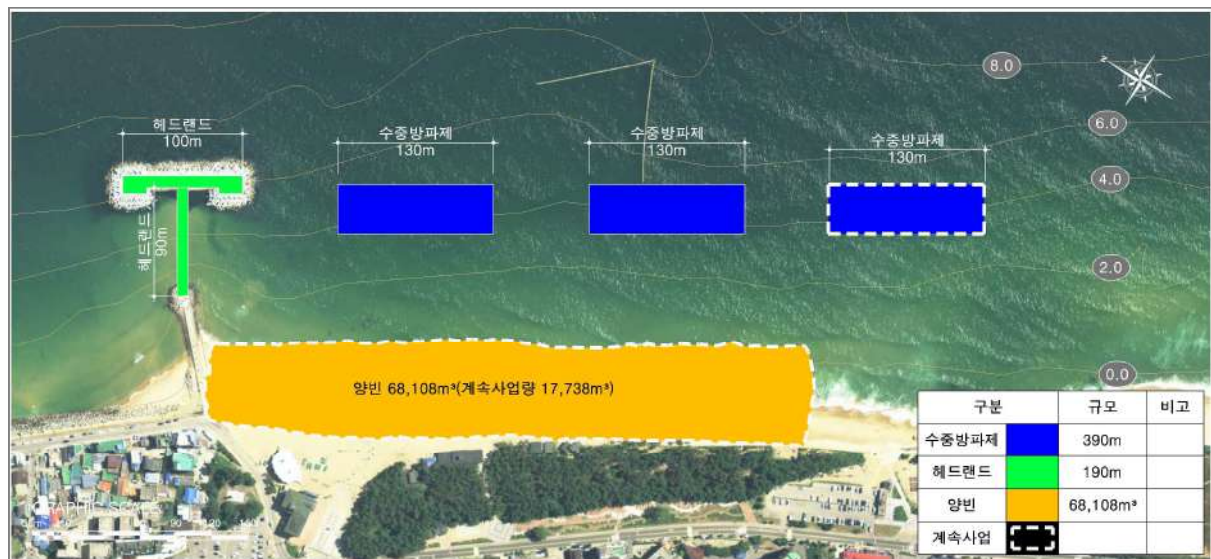 8.0
헤드랜드
100m
수중방파제
130m
수중방파제
130m
수중방파제
130m
6.0
4.0
헤드랜드
90m
2.0
0.0
양빈 68,108m³(계속사업량 17,738m³)
구분 규모 비고
수중방파제 390m
헤드랜드 190m
양빈 68,108m³
계속사업
GRAPHIC SCALE